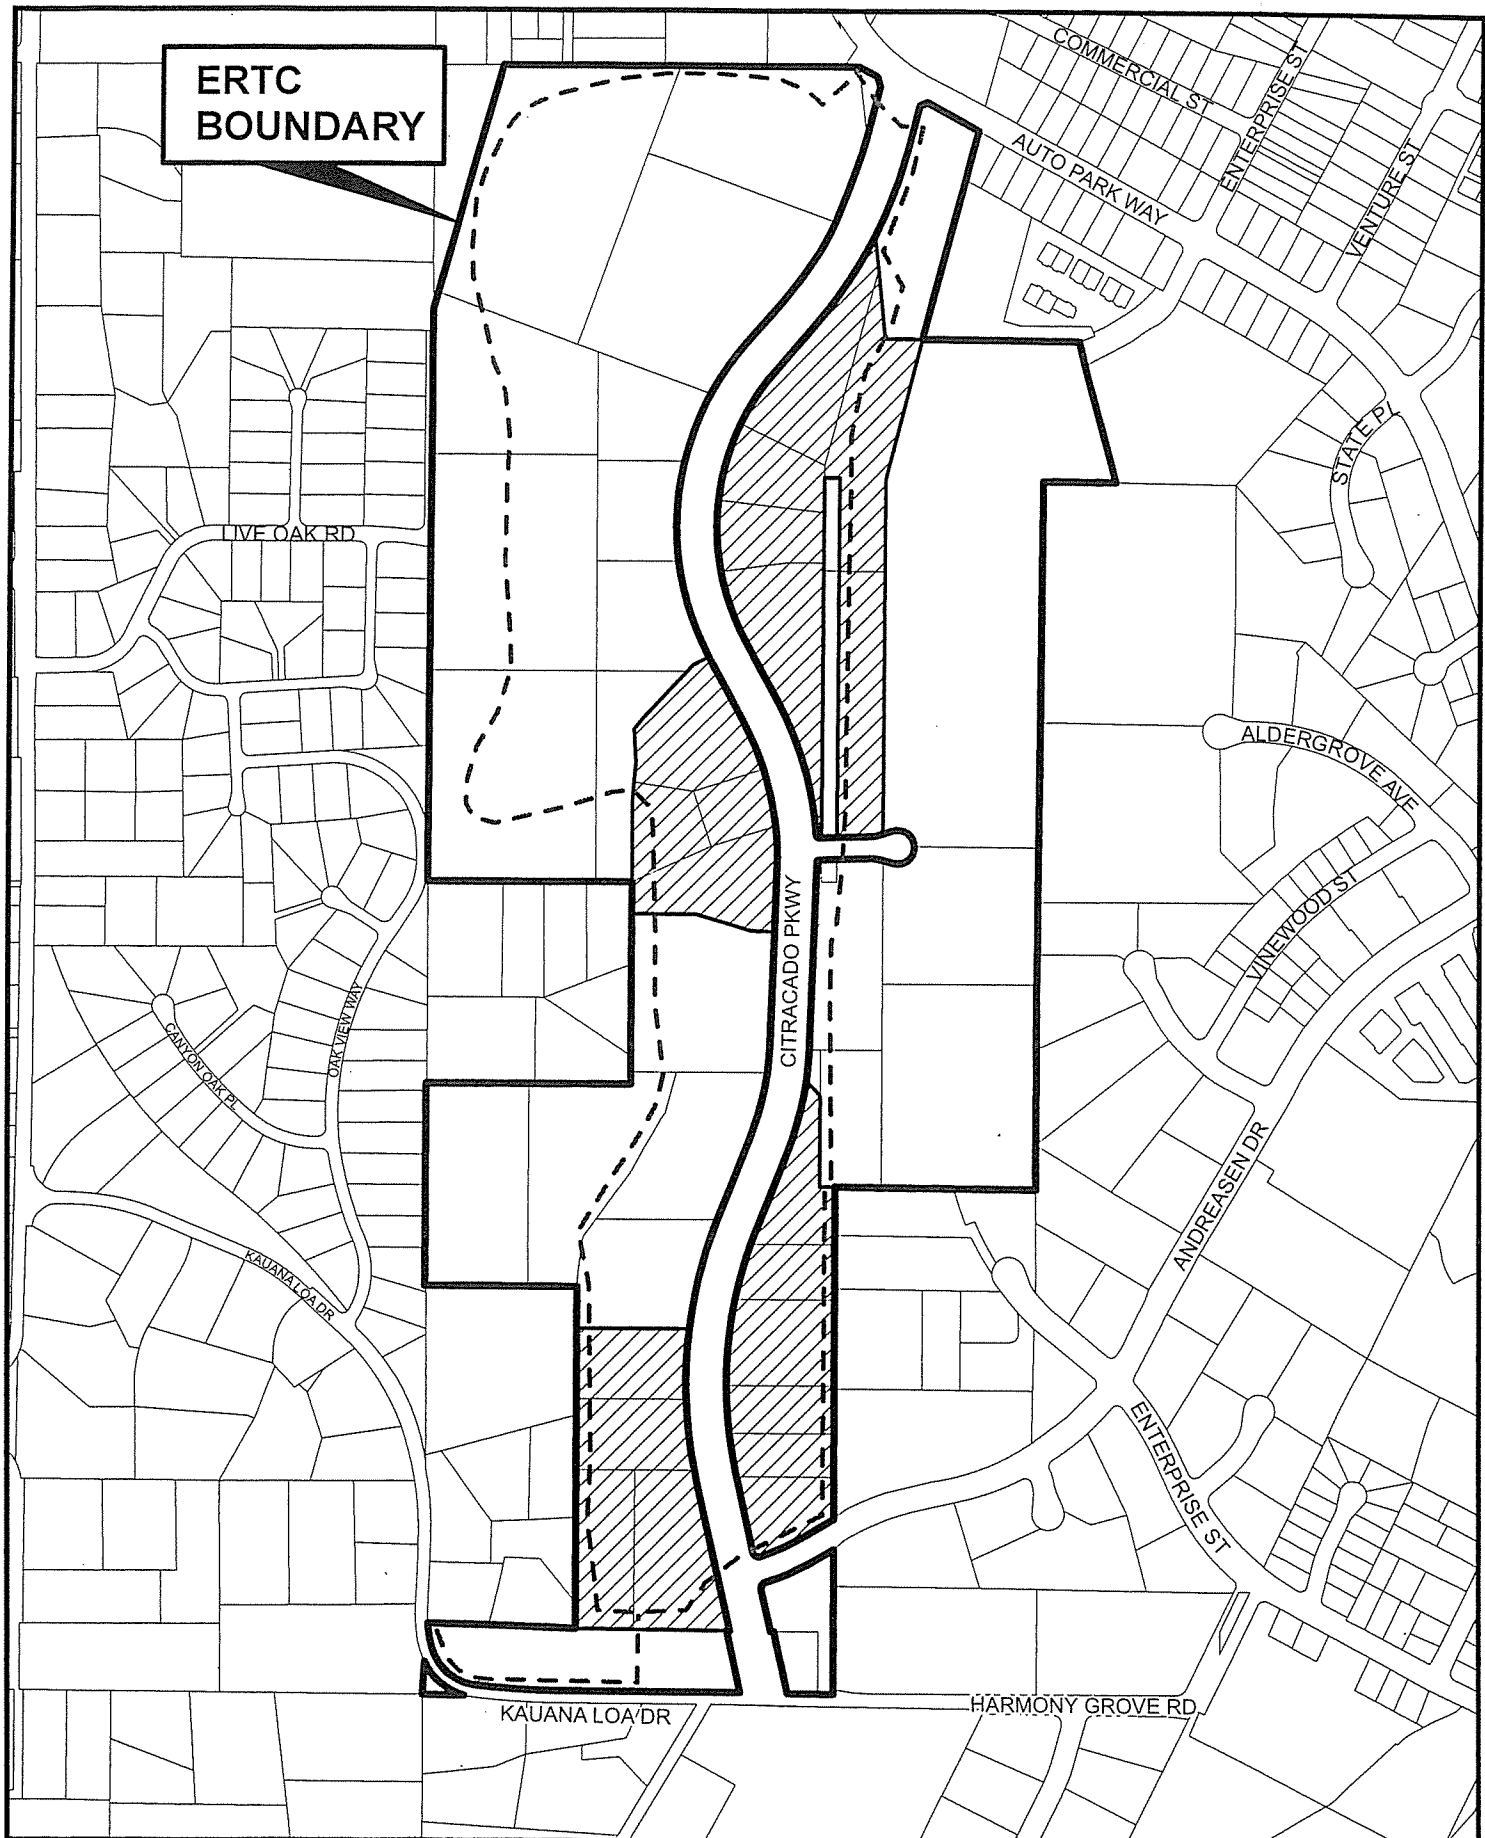 ERTC
BOUNDARY
COMMERCIAL ST
ENTERPRISE ST
AUTO PARK WAY
VENTURE ST
STATE PL
LIVE OAK RD
ALDERGROVE AVE
VINEWOOD ST
CITRACADO PKWY
OAK VIEW WAY
CANYON OAK PL
ANDREASEN DR
KAUANA LOA DR
ENTERPRISE ST
KAUANA LOA DR
HARMONY GROVE RD